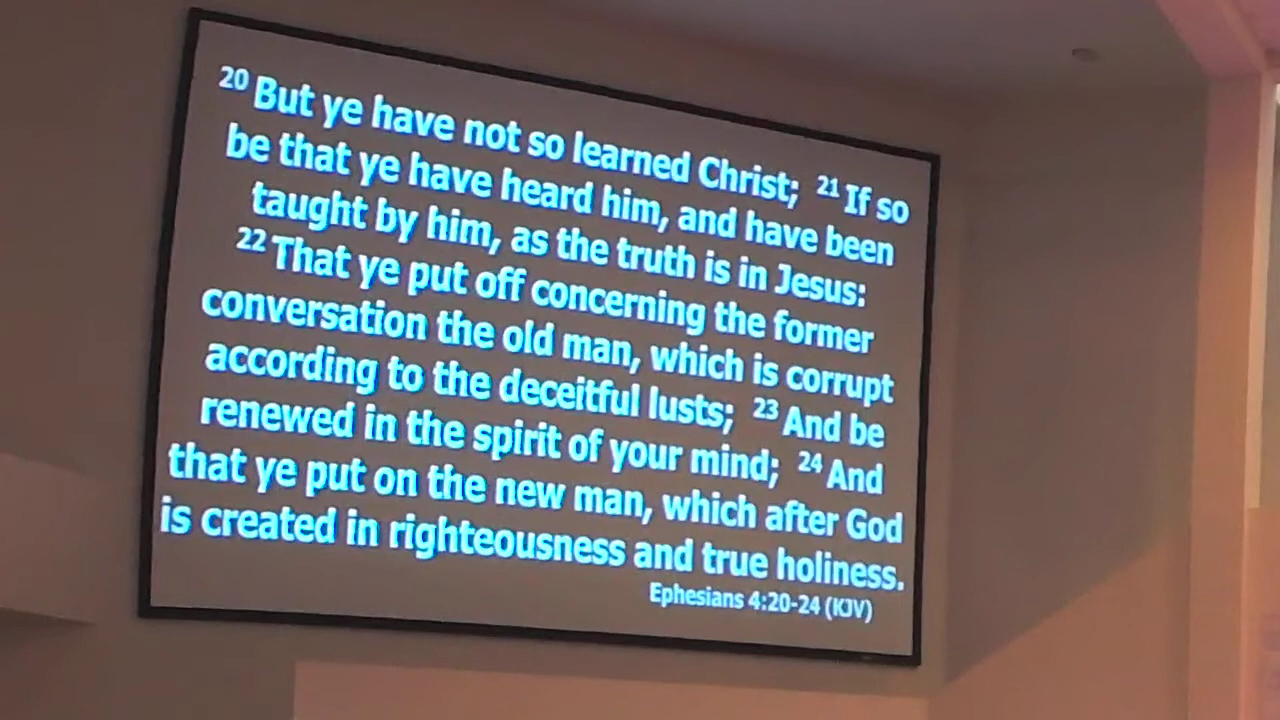 20 But ye have not so learned Christ; 21 If so
be that ye have heard him, and have been
taught by him, as the truth is in Jesus:
22 That ye put off concerning the former
conversation the old man, which is corrupt
according to the deceitful lusts; 23 And be
renewed in the spirit of your mind; 24 And
that ye put on the new man, which after God
is created in righteousness and true holiness.
Ephesians 4:20-24 (KJV)